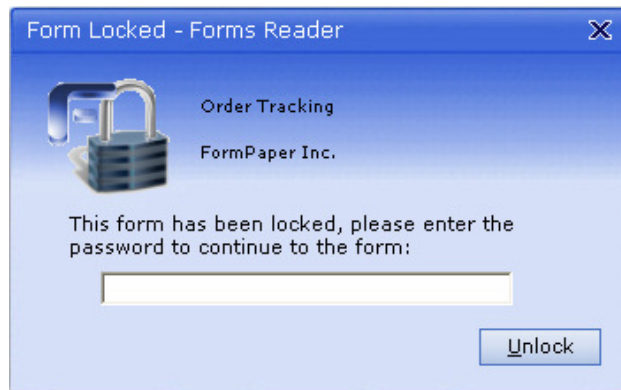 Form Locked - Forms Reader
Order Tracking
FormPaper Inc.
This form has been locked, please enter the
password to continue to the form:
Unlock